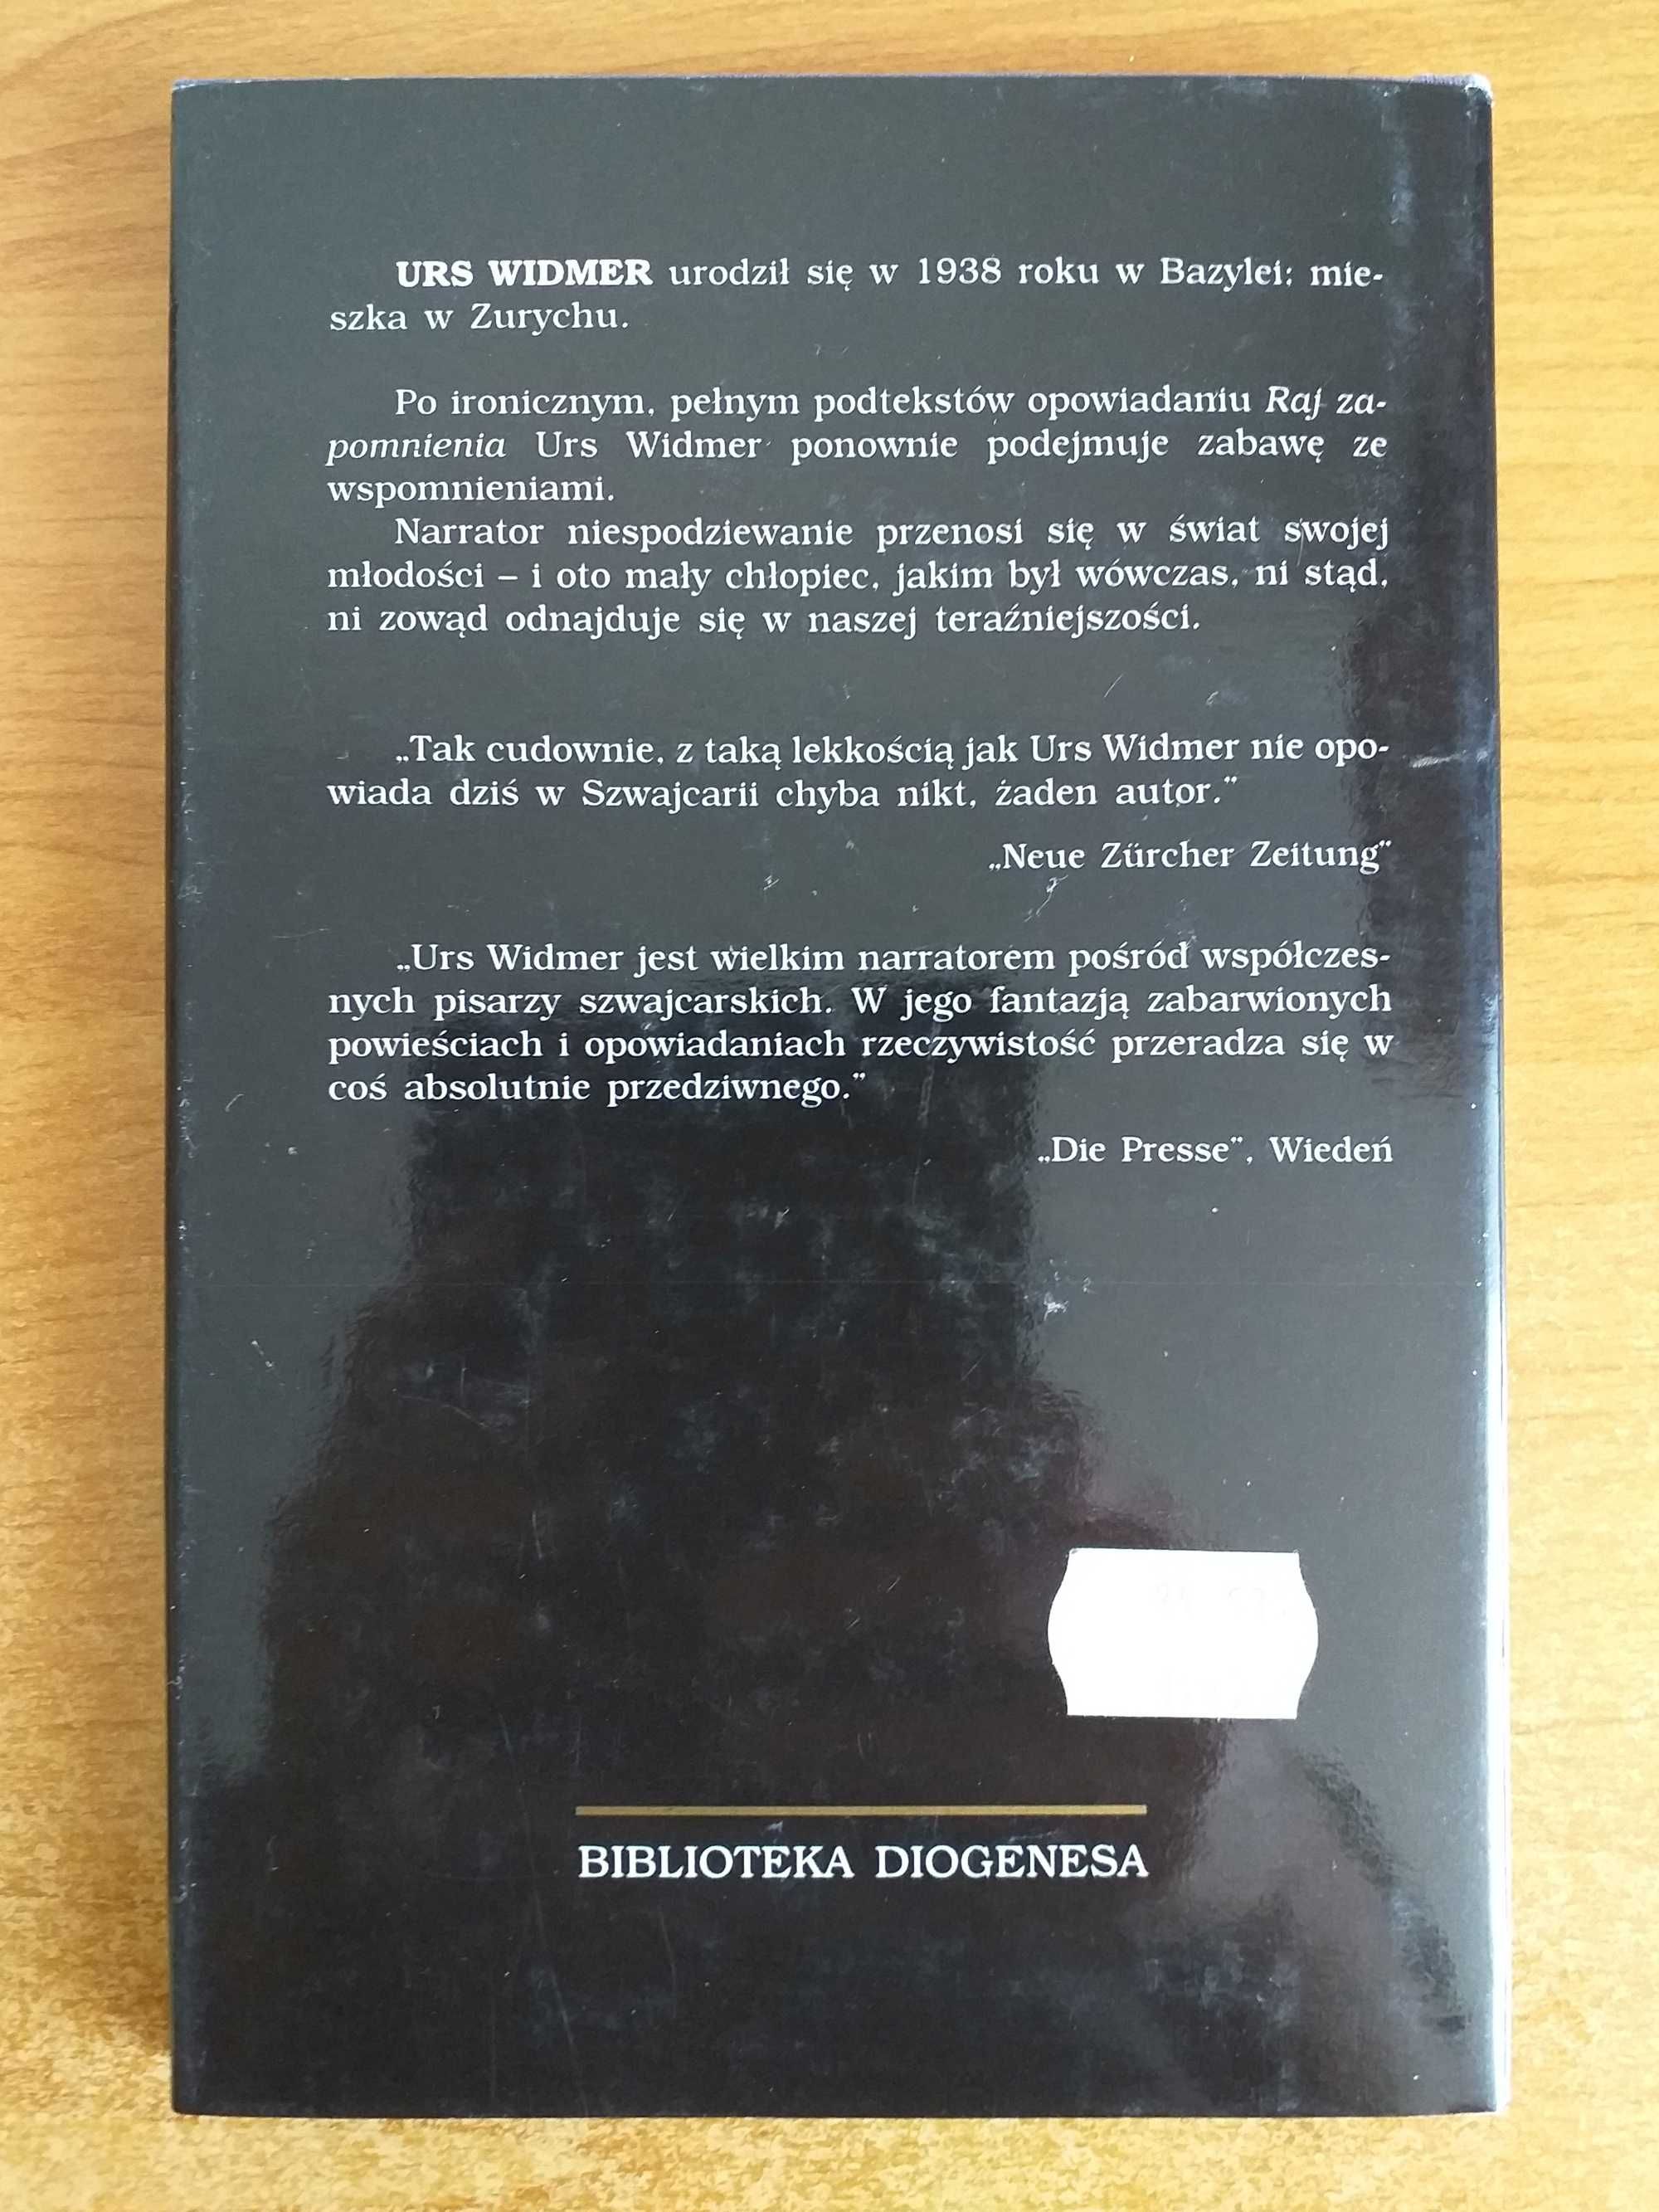 URS WIDMER urodził się w 1938 roku w Bazylei; mie-
szka w Zurychu.
Po ironicznym, pełnym podtekstów opowiadaniu Raj za-
pomnienia Urs Widmer ponownie podejmuje zabawę ze
wspomnieniami.
Narrator niespodziewanie przenosi się w świat swojej
młodości – i oto mały chłopiec, jakim był wówczas, ni stąd,
ni zowąd odnajduje się w naszej teraźniejszości.
„Tak cudownie, z taką lekkością jak Urs Widmer nie opo-
wiada dziś w Szwajcarii chyba nikt, żaden autor.”
„Neue Zürcher Zeitung”
„Urs Widmer jest wielkim narratorem pośród współczes-
nych pisarzy szwajcarskich. W jego fantazją zabarwionych
powieściach i opowiadaniach rzeczywistość przeradza się w
coś absolutnie przedziwnego.”
„Die Presse”, Wiedeń
BIBLIOTEKA DIOGENESA